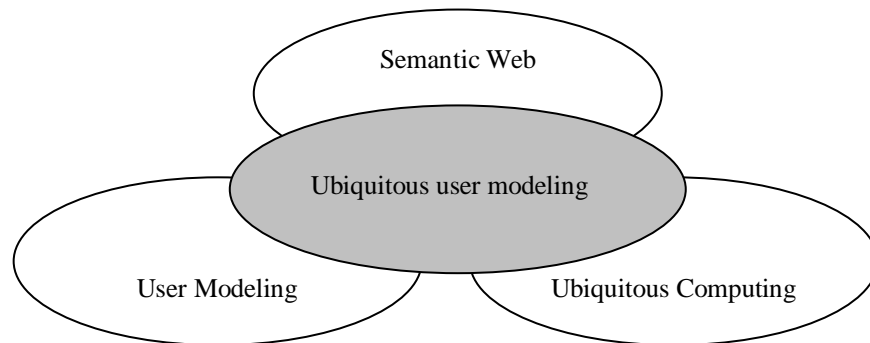 Semantic Web
Ubiquitous user modeling
User Modeling
Ubiquitous Computing